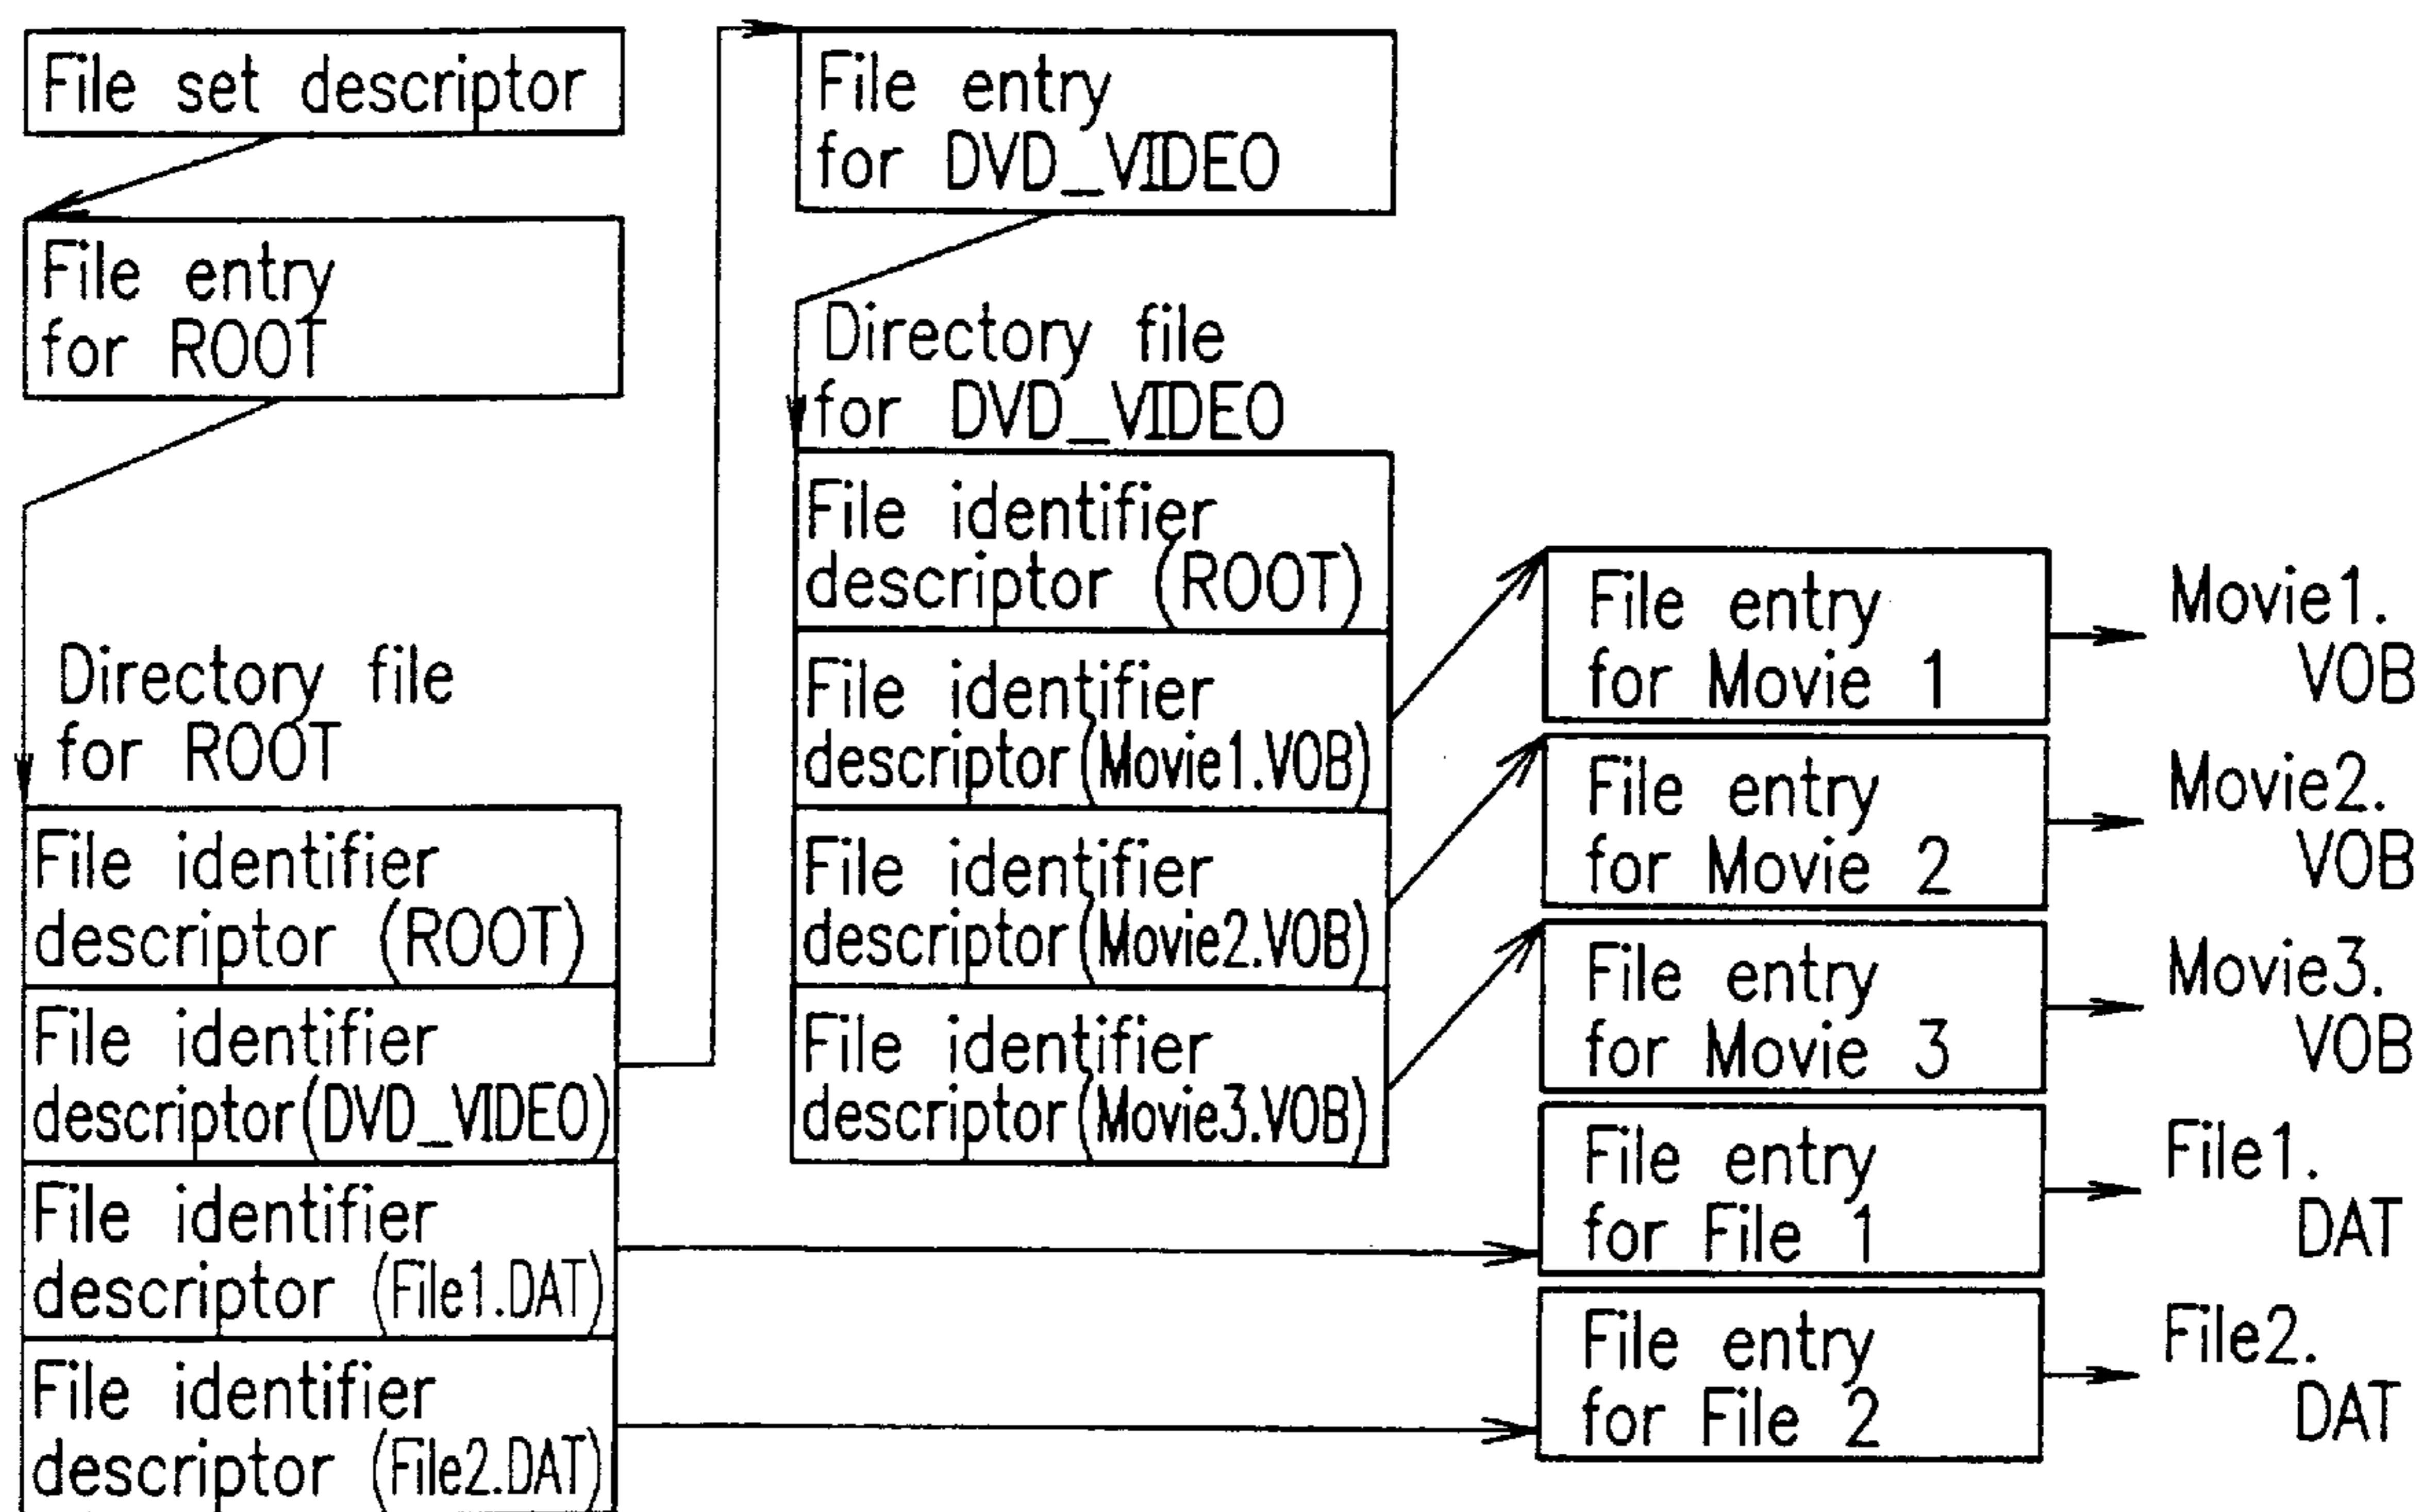 File set descriptor
File entry
for ROOT
Directory file
for ROOT
File identifier
descriptor (ROOT)
File identifier
descriptor(DVD_VIDEO)
File identifier
descriptor (File1.DAT)
File identifier
descriptor (File2.DAT)
File entry
for DVD_VIDEO
Directory file
for DVD_VIDEO
File identifier
descriptor (ROOT)
File identifier
descriptor(Movie1.VOB)
File identifier
descriptor(Movie2.VOB)
File identifier
descriptor(Movie3.VOB)
File entry
for Movie 1
Movie1.
VOB
File entry
for Movie 2
Movie2.
VOB
File entry
for Movie 3
Movie3.
VOB
File entry
for File 1
File1.
DAT
File entry
for File 2
File2.
DAT